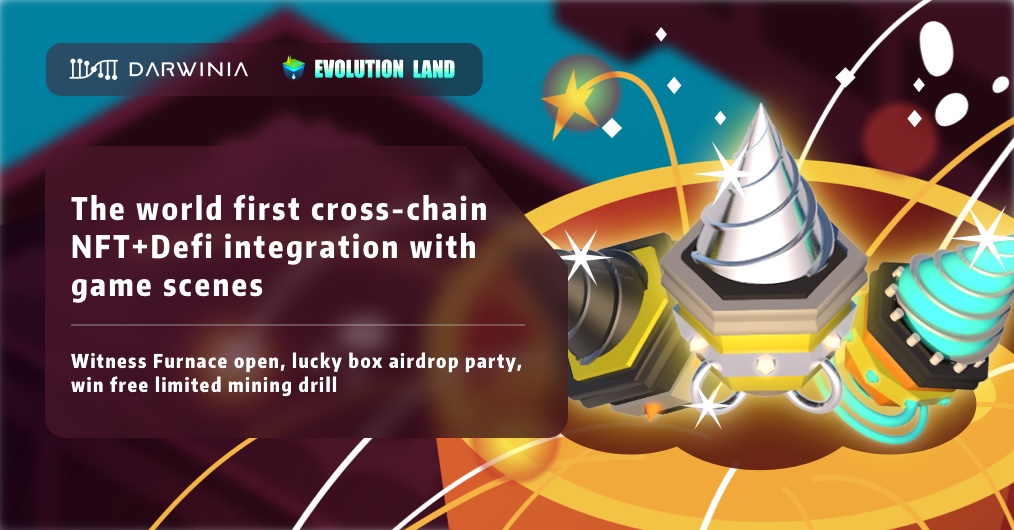 DARWINIA EVOLUTION LAND
The world first cross-chain
NFT+Defi integration with
game scenes
Witness Furnace open, lucky box airdrop party,
win free limited mining drill